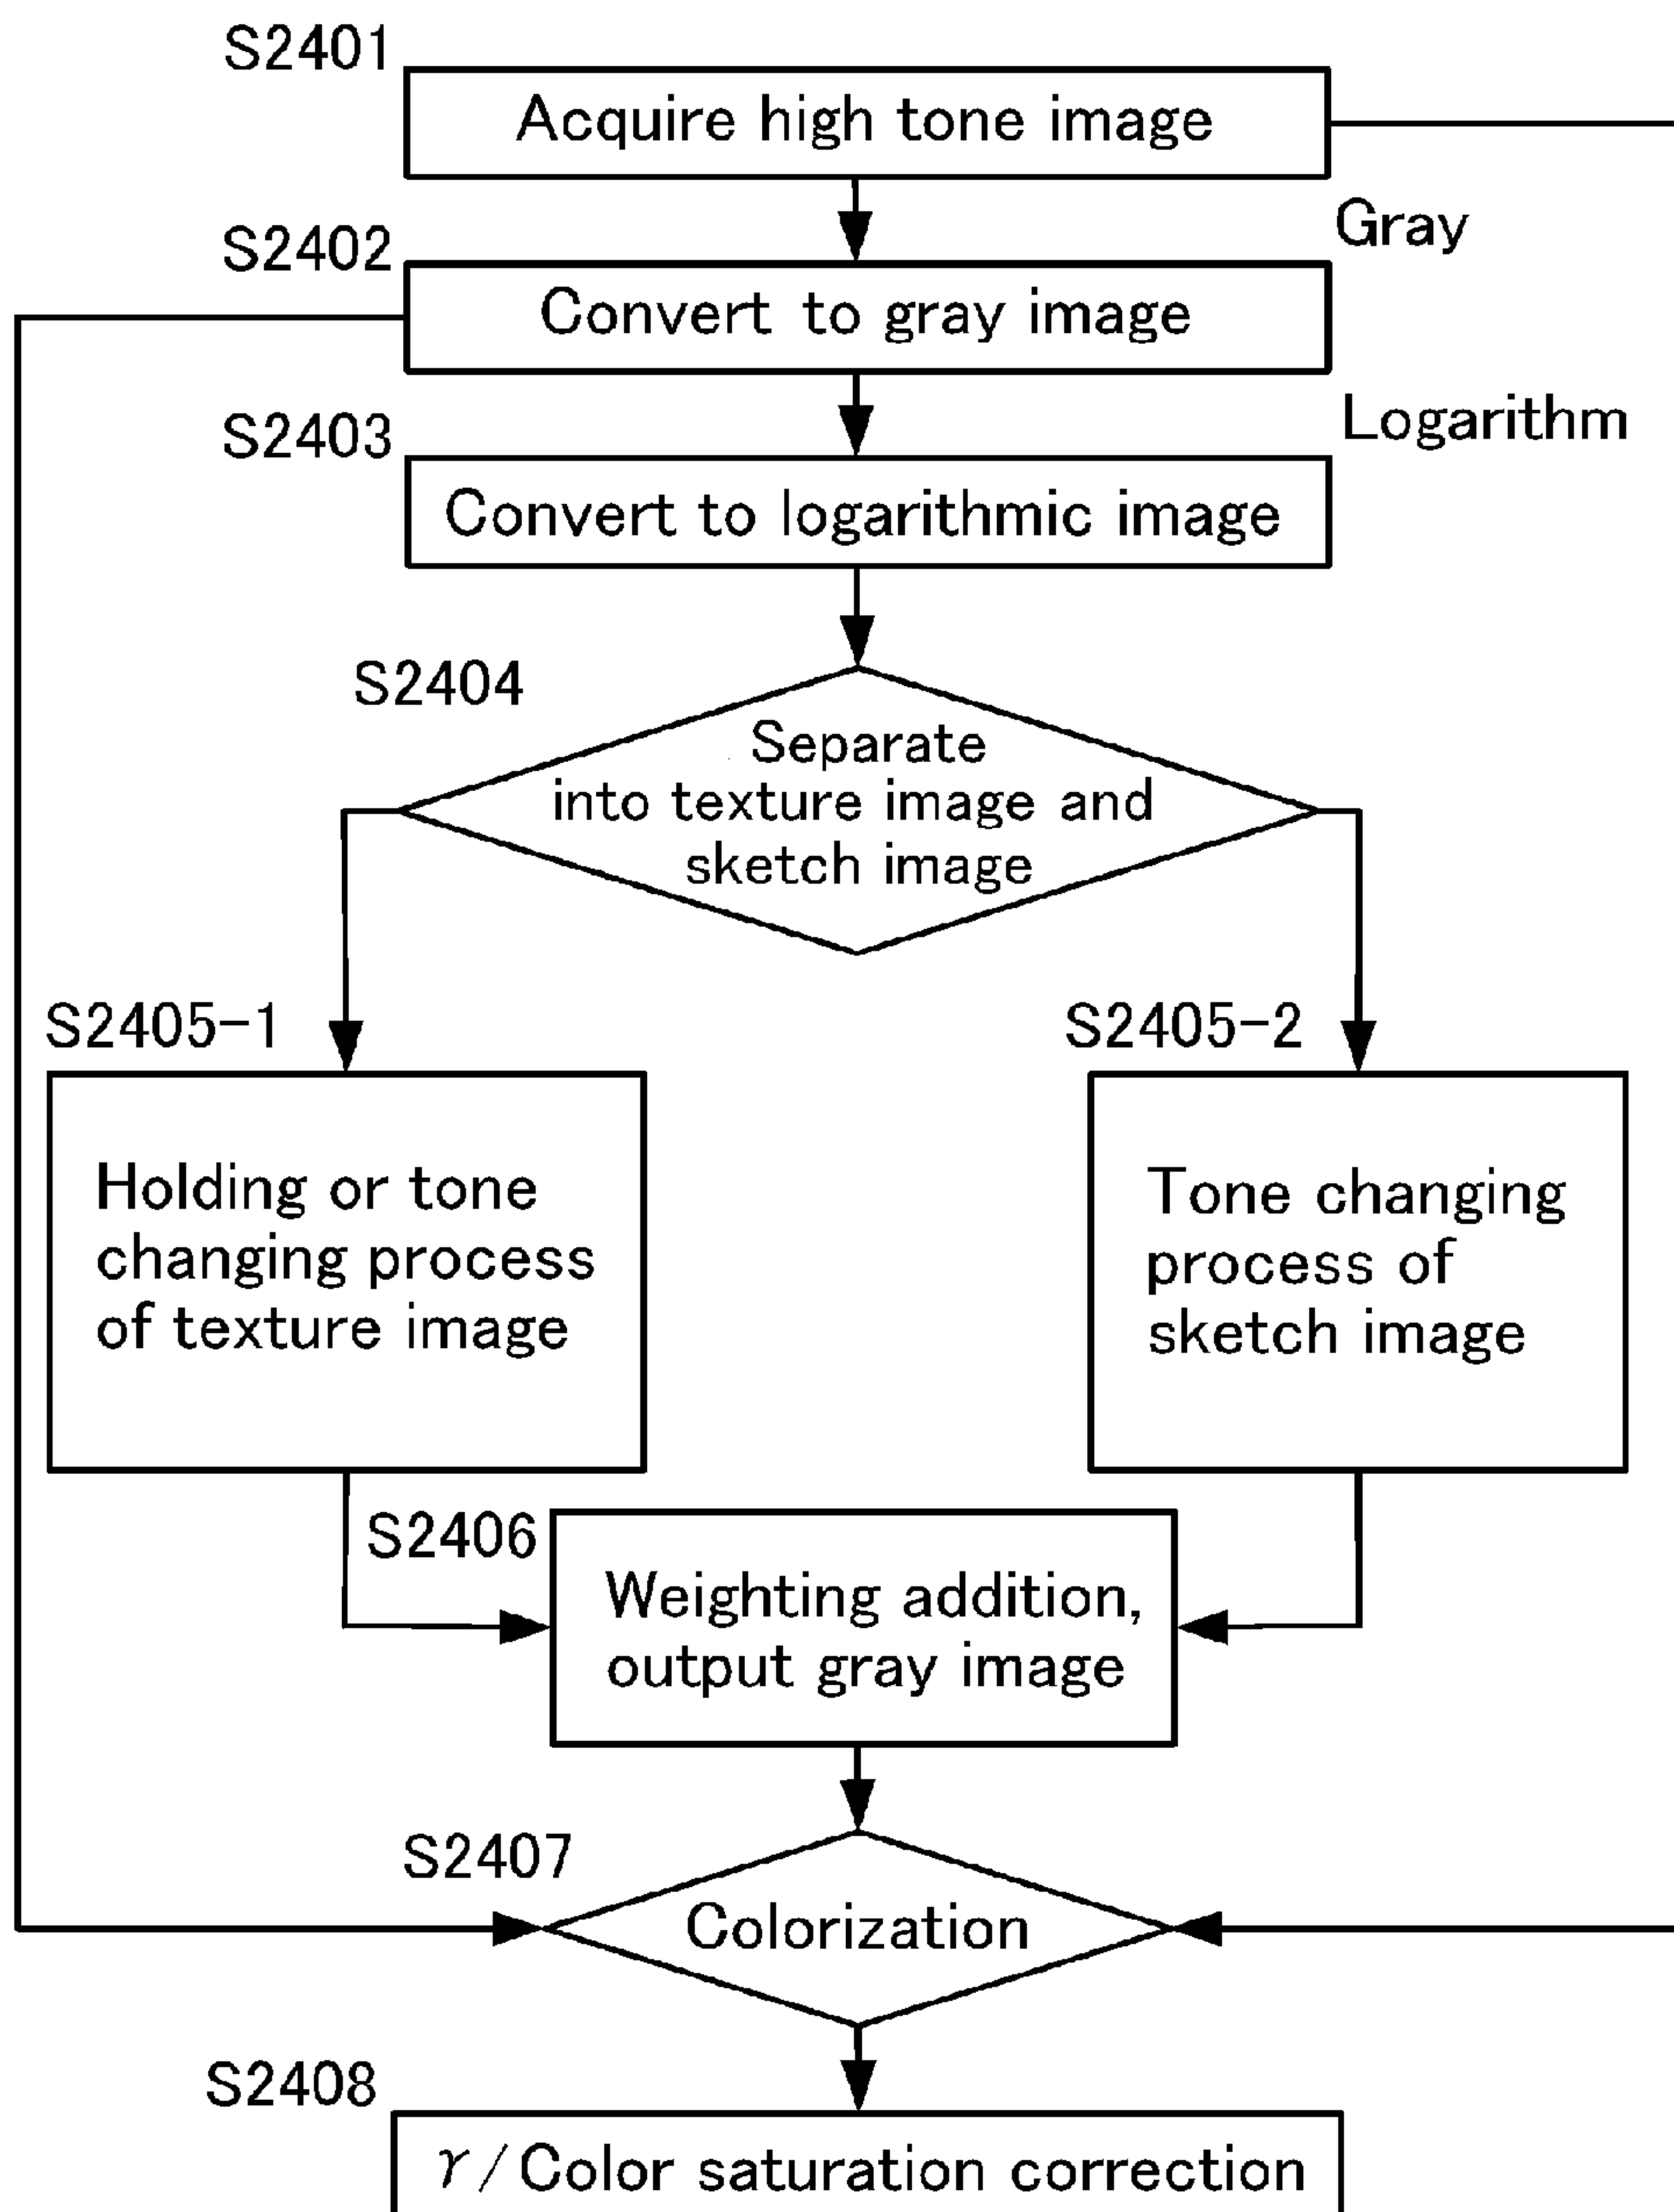 S2401
Acquire high tone image
Gray
S2402
Convert to gray image
Logarithm
S2403
Convert to logarithmic image
S2404
Separate
into texture image and
sketch image
S2405-1
Holding or tone
changing process
of texture image
S2405-2
Tone changing
process of
sketch image
S2406
Weighting addition,
output gray image
S2407
Colorization
S2408
γ/Color saturation correction